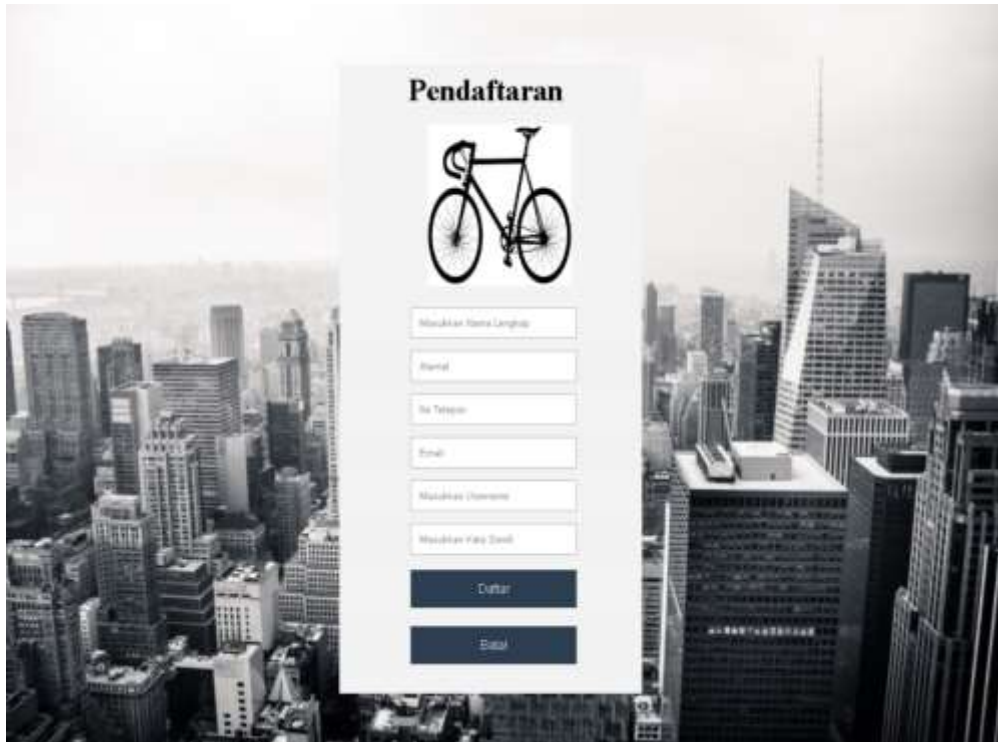 Pendaftaran
Masukkan Nama Lengkap
Alamat
No Telepon
Email
Masukkan Username
Masukkan Kata Sandi
Daftar
Batal